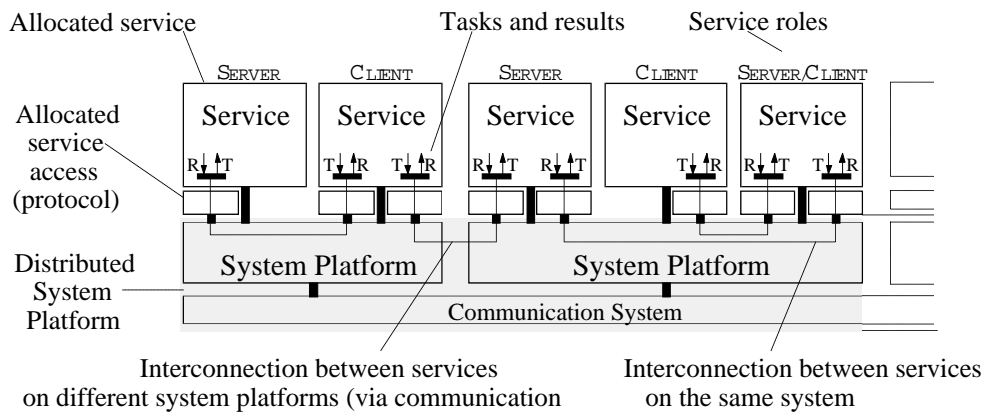 Allocated service
Tasks and results
Service roles
SERVER
CLIENT
SERVER
CLIENT
SERVER/CLIENT
Service
Service
Service
Service
Service
Allocated
service
access
(protocol)
R T
T R
T R
R T
R T
T R
R T
T R
Distributed
System
Platform
System Platform
System Platform
Communication System
Interconnection between services
on different system platforms (via communication
Interconnection between services
on the same system